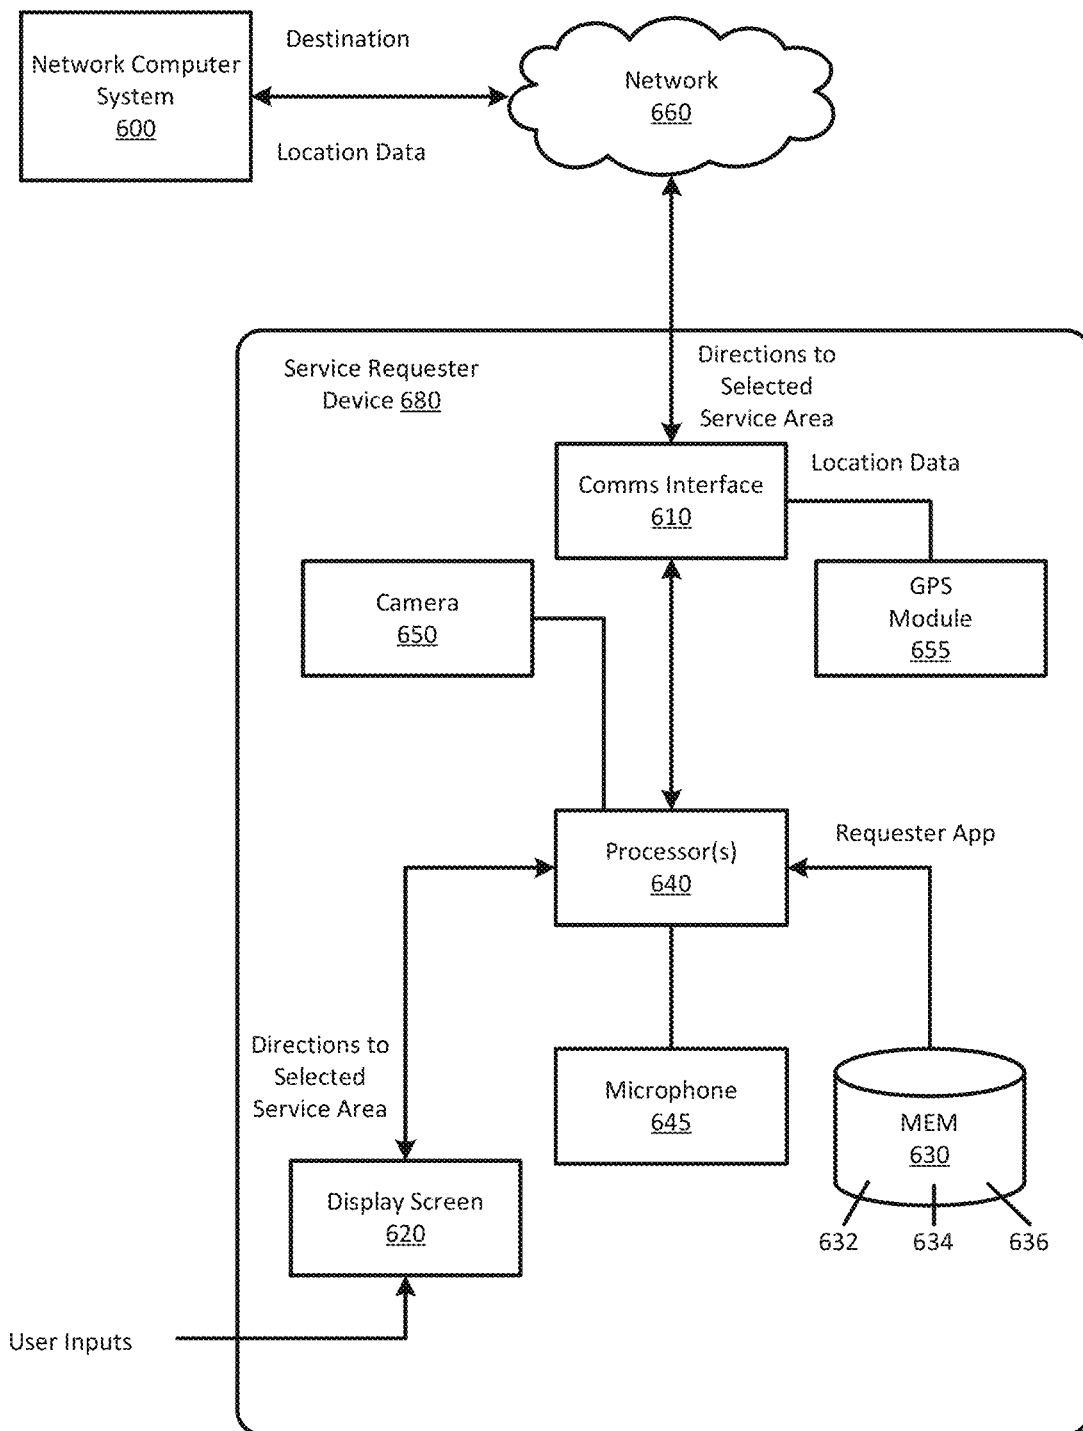 Destination
Network Computer
System
600
Network
660
Location Data
Service Requester
Device 680
Directions to
Selected
Service Area
Comms Interface
610
Location Data
Camera
650
GPS
Module
655
Processor(s)
640
Requester App
Directions to
Selected
Service Area
Microphone
645
MEM
630
632 634 636
Display Screen
620
User Inputs